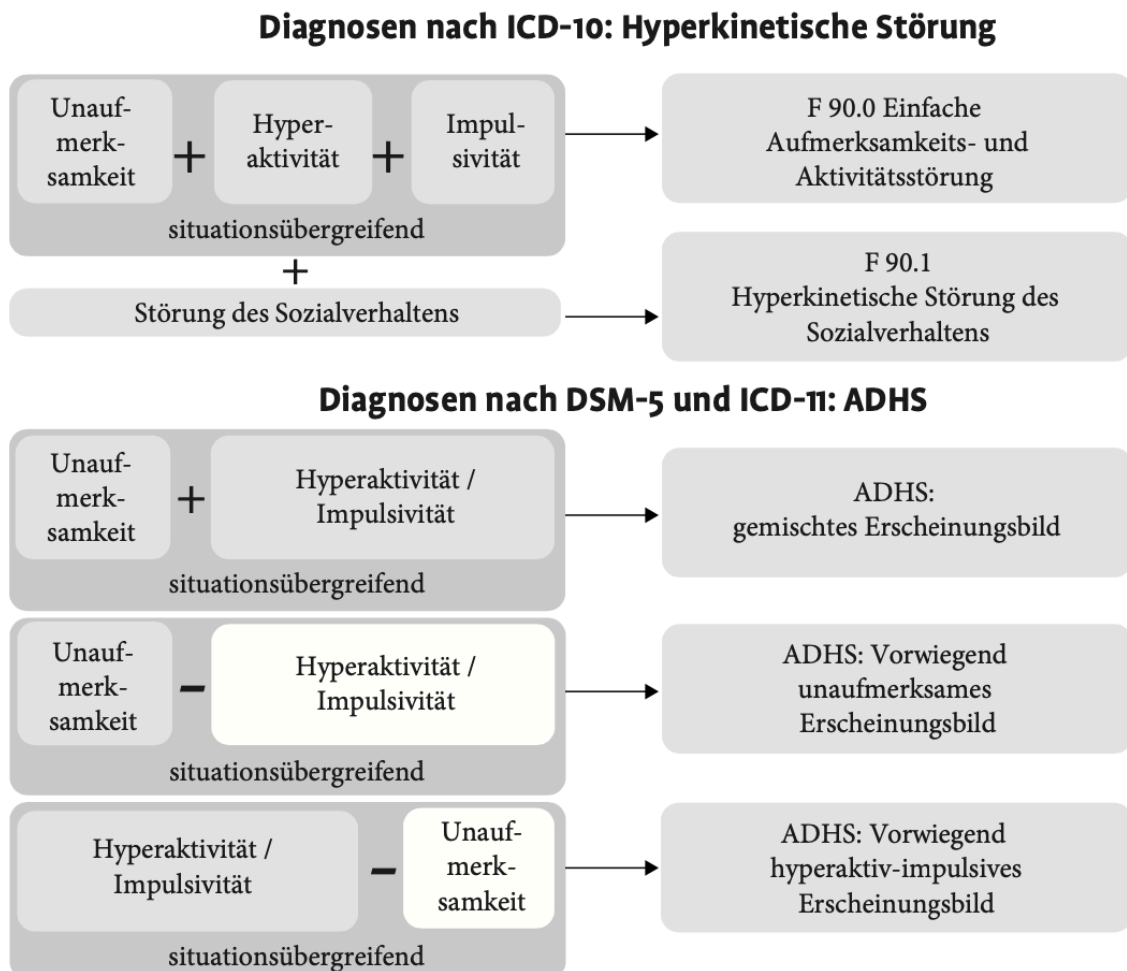 Diagnosen nach ICD-10: Hyperkinetische Störung
Unauf-
merk-
samkeit
+
Hyper-
aktivität
+
Impul-
sivität
situationsübergreifend
F 90.0 Einfache
Aufmerksamkeits- und
Aktivitätsstörung
+
Störung des Sozialverhaltens
F 90.1
Hyperkinetische Störung des
Sozialverhaltens
Diagnosen nach DSM-5 und ICD-11: ADHS
Unauf-
merk-
samkeit
+
Hyperaktivität /
Impulsivität
situationsübergreifend
ADHS:
gemischtes Erscheinungsbild
Unauf-
merk-
samkeit
–
Hyperaktivität /
Impulsivität
situationsübergreifend
ADHS: Vorwiegend
unaufmerksames
Erscheinungsbild
Hyperaktivität /
Impulsivität
–
Unauf-
merk-
samkeit
situationsübergreifend
ADHS: Vorwiegend
hyperaktiv-impulsives
Erscheinungsbild